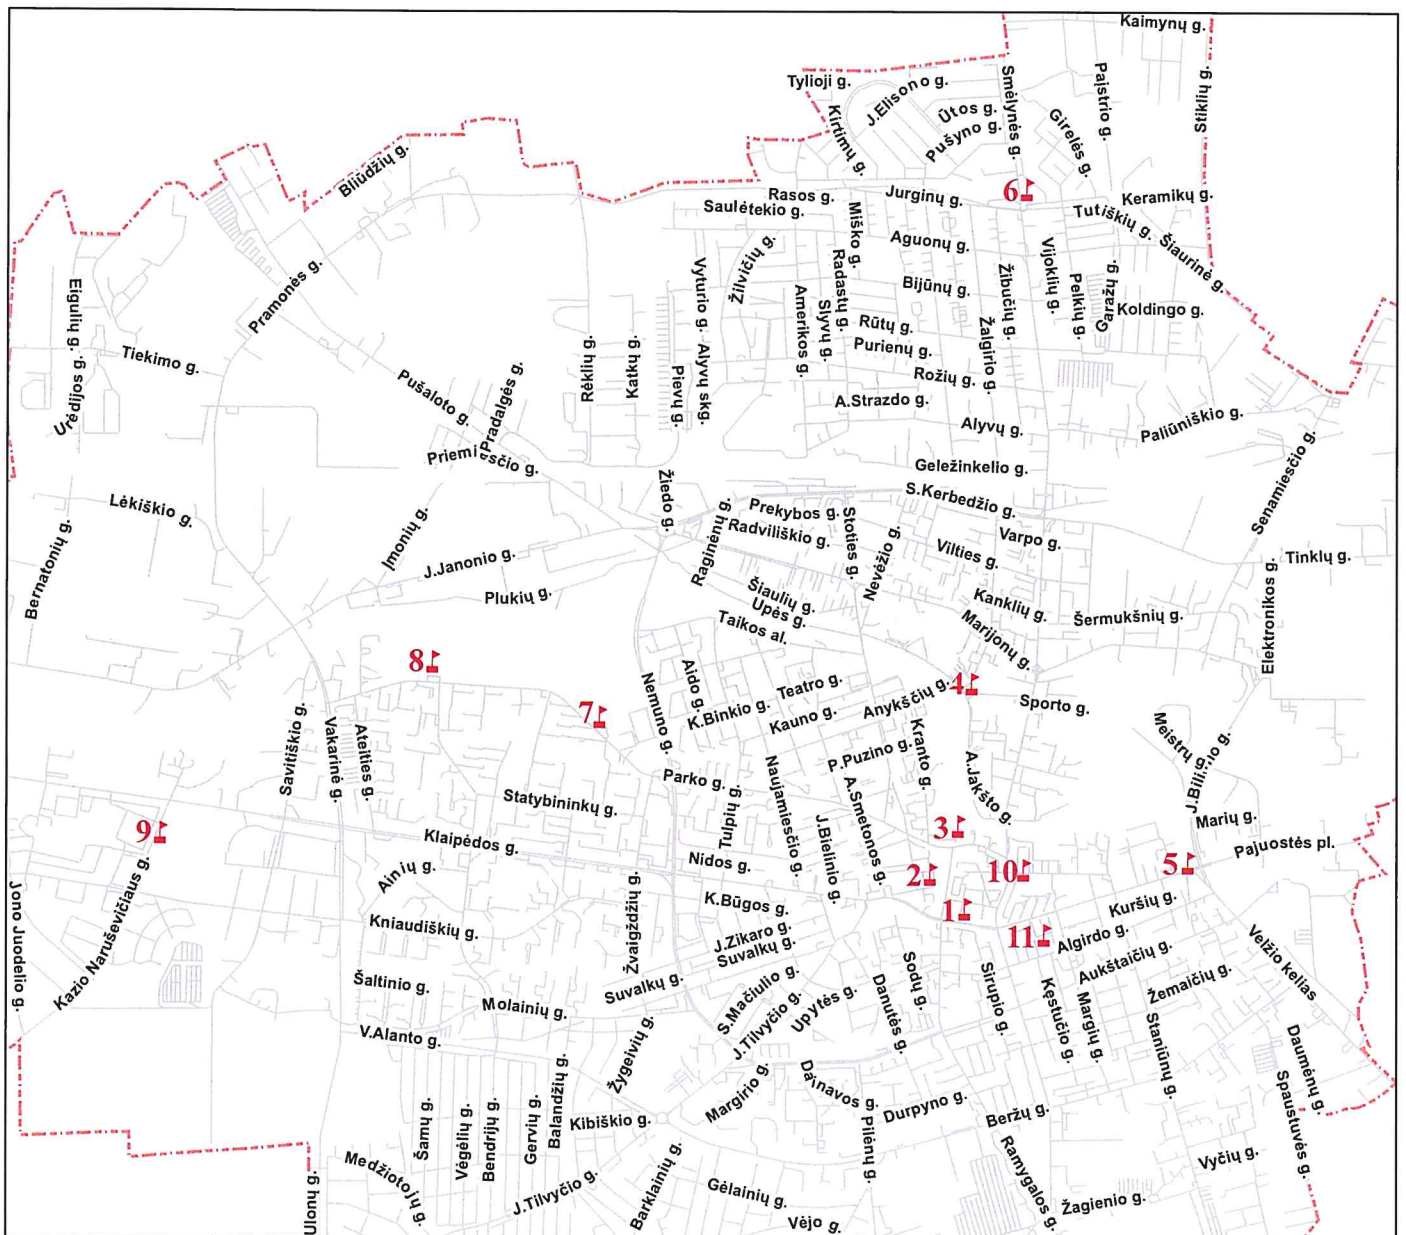 Kaimynų g.
Tylioji g.
J.Elisono g.
Smėlynės g.
Paįstrio g.
Stiklių g.
Kirtimų g.
Ūtos g.
Pušyno g.
Girelės g.
Bliūdžių g.
6
Rasos g.
Jurginų g.
Keramikų g.
Saulėtekio g.
Miško g.
Tutiškių g.
Šiaurinė g.
Aguonų g.
Žilvičių g.
Vyturio g.
Radastų g.
Vijoklių g.
Pelkių g.
Garažų g.
Pramonės g.
Eigulių g.
Amerikos g.
Slyvų g.
Bijūnų g.
Žibučių g.
Koldingo g.
Rūtų g.
Žalgirio g.
Tiekimo g.
Urėdijos g.
Pušaloto g.
Pradalgės g.
Rėklių g.
Katkų g.
Pievų g.
Alyvų skg.
Purienų g.
Rožių g.
A.Strazdo g.
Alyvų g.
Paliūniškio g.
Priemiesčio g.
Geležinkelio g.
Senamiesčio g.
Žiedo g.
S.Kerbedžio g.
Lėkiškio g.
Prekybos g.
Stoties g.
Radviliškio g.
Raginėnų g.
Nevėžio g.
Varpo g.
Vilties g.
Tinklų g.
Bernatonių g.
Įmonių g.
J.Janonio g.
Plukių g.
Šiaulių g.
Upės g.
Taikos al.
Kanklių g.
Marijonų g.
Šermukšnių g.
Elektronikos g.
8
7
4
Nemuno g.
Aido g.
K.Binkio g.
Teatro g.
Kauno g.
Anykščių g.
Sporto g.
Savitiškio g.
Vakarinė g.
Ateities g.
P.Puzino g.
Kranto g.
A.Jakšto g.
Meistrų g.
Parko g.
Statybininkų g.
Tulpių g.
Naujamiesčio g.
A.Smetonos g.
J.Bielinio g.
Marių g.
Pajuostės pl.
9
3
Klaipėdos g.
Nidos g.
2
10
5
Ainių g.
Zvaigždžių g.
K.Būgos g.
1
Kuršių g.
Jono Juodelio g.
Kazio Naruševičiaus g.
Kniaudiškių g.
J.Zikaro g.
Suvalkų g.
11
Algirdo g.
Aukštaičių g.
Velžio kelias
Šaltinio g.
Suvalkų g.
S.Mačiulio g.
Sodų g.
Sirupio g.
Žemaičių g.
Molainių g.
J.Tilvyčio g.
Upytės g.
Danutės g.
Kęstučio g.
Margių g.
Staniūnų g.
V.Alanto g.
Žygeivių g.
Daumėnų g.
Spaustuvės g.
Margirio g.
Dainavos g.
Durpyno g.
Beržų g.
Šamų g.
Vėgėlių g.
Bendrijų g.
Gervių g.
Balandžių g.
Kibiškio g.
Pilėnų g.
Ramygalos g.
Vyčių g.
Medžiotojų g.
J.Tilvyčio g.
Barklainių g.
Gėlainių g.
Žagienio g.
Ulonų g.
Vėjo g.